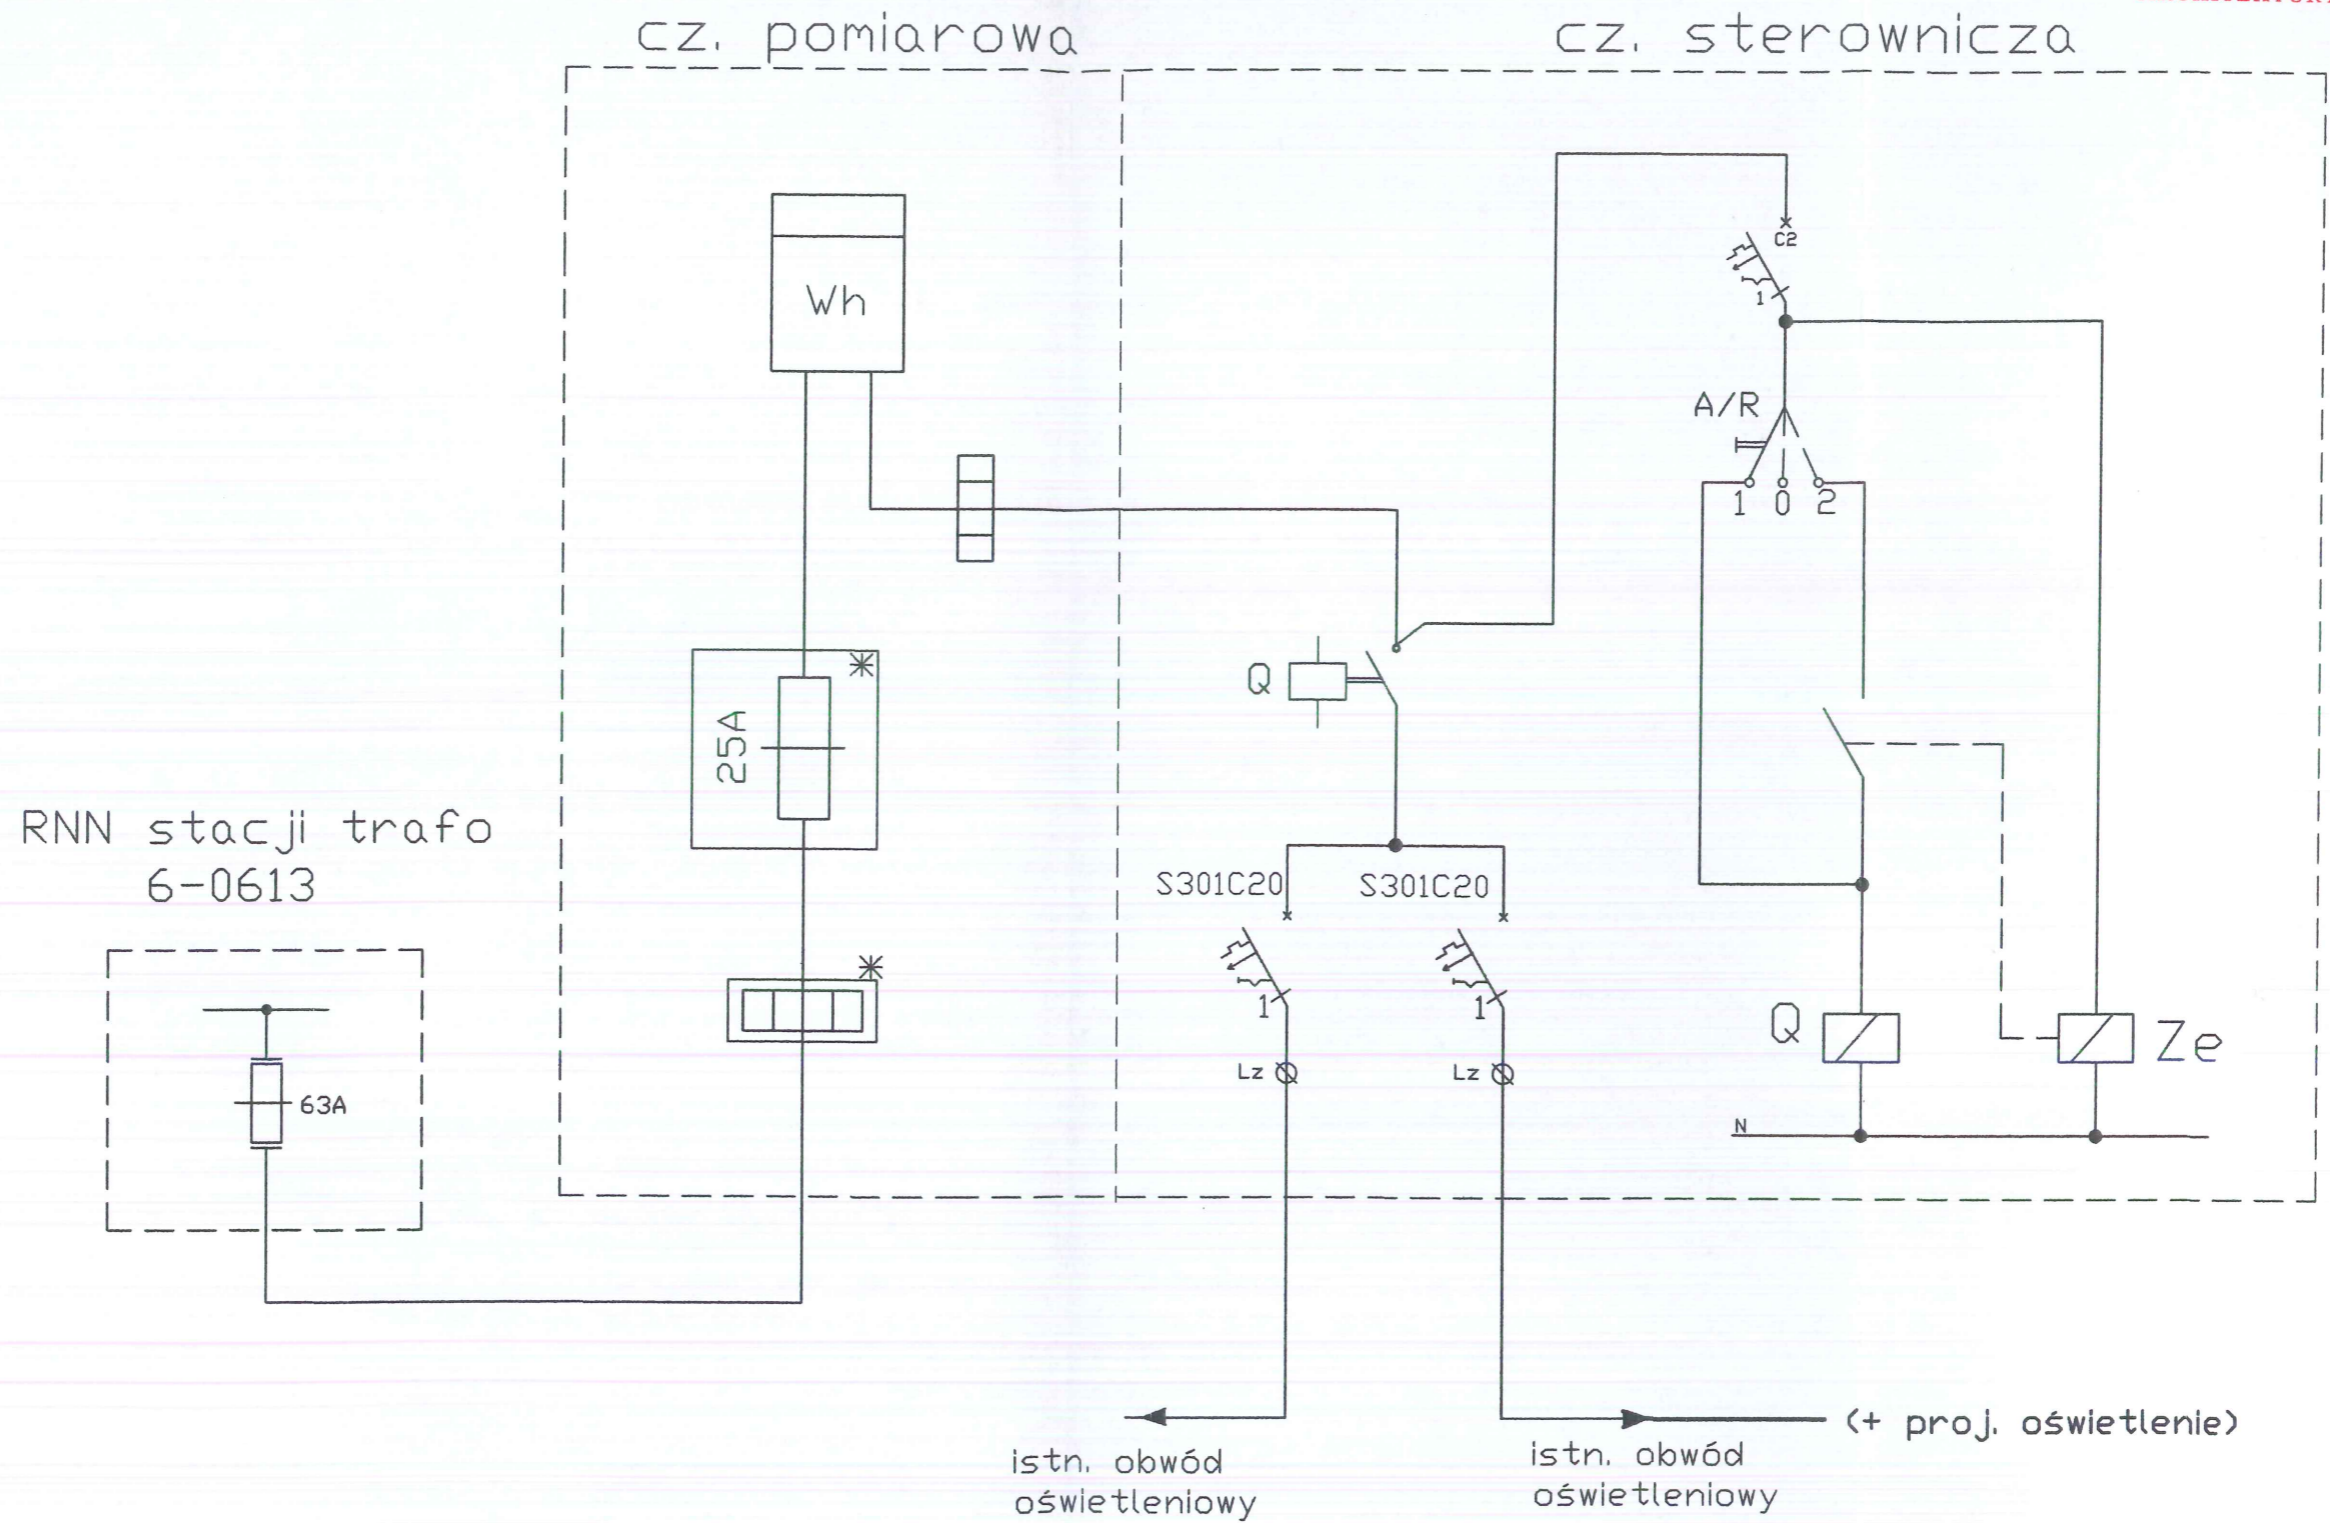 cz. pomiarowa
cz. sterownicza
Wh
C2
1
A/R
1 0 2
25A
Q
RNN stacji trafo
6-0613
S301C20
S301C20
1
1
63A
Lz
Lz
Q
Ze
N
(+ proj. oświetlenie)
istn. obwód
oświetleniowy
istn. obwód
oświetleniowy